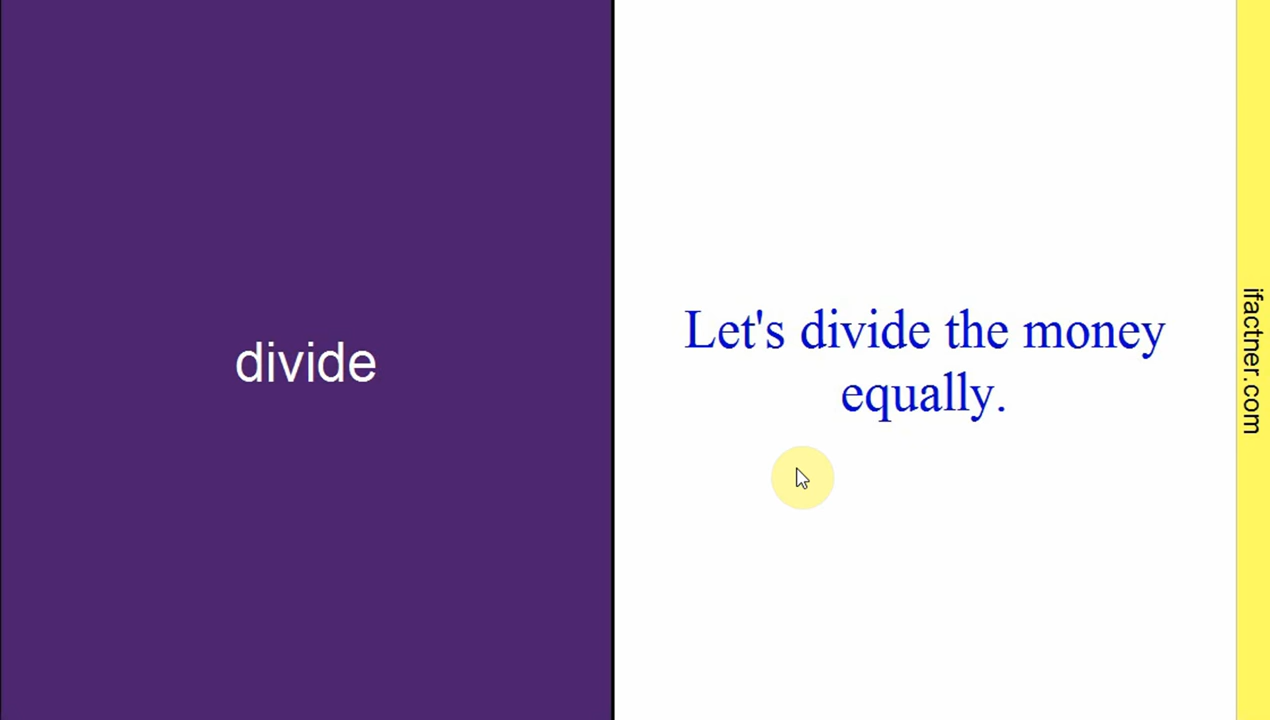 divide
Let's divide the money
equally.
ifactner.com